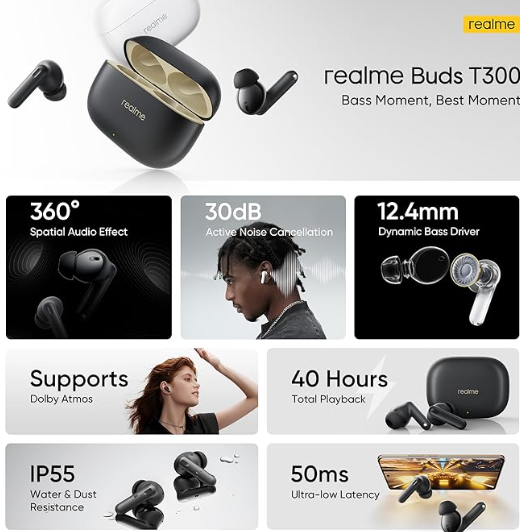 realme
realme
realme
realme Buds T300
Bass Moment, Best Moment
360°
Spatial Audio Effect
30dB
Active Noise Cancellation
12.4mm
Dynamic Bass Driver
Supports
Dolby Atmos
40 Hours
Total Playback
realme
IP55
Water & Dust
Resistance
50ms
Ultra-low Latency